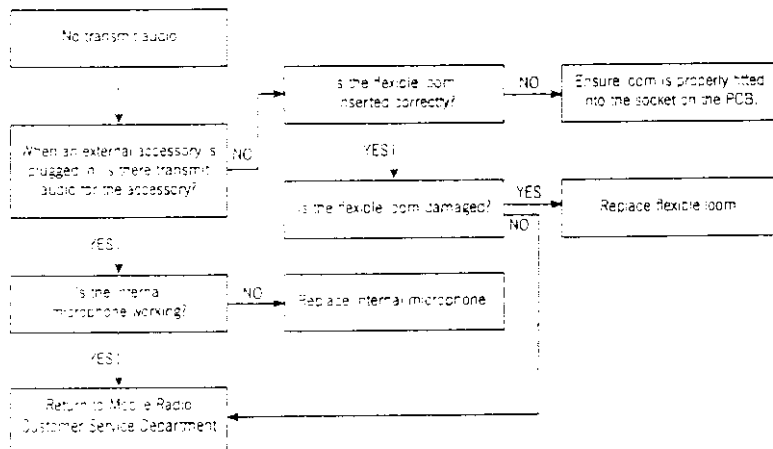 No transmit audio
Is the flexible loom
inserted correctly?
NO
Ensure loom is properly fitted
into the socket on the PCB.
When an external accessory is
plugged in, is there transmit
audio for the accessory?
NO
YES
Is the flexible loom damaged?
YES
NO
Replace flexible loom
YES
Is the internal
microphone working?
NO
Replace internal microphone
YES
Return to Mobile Radio
Customer Service Department